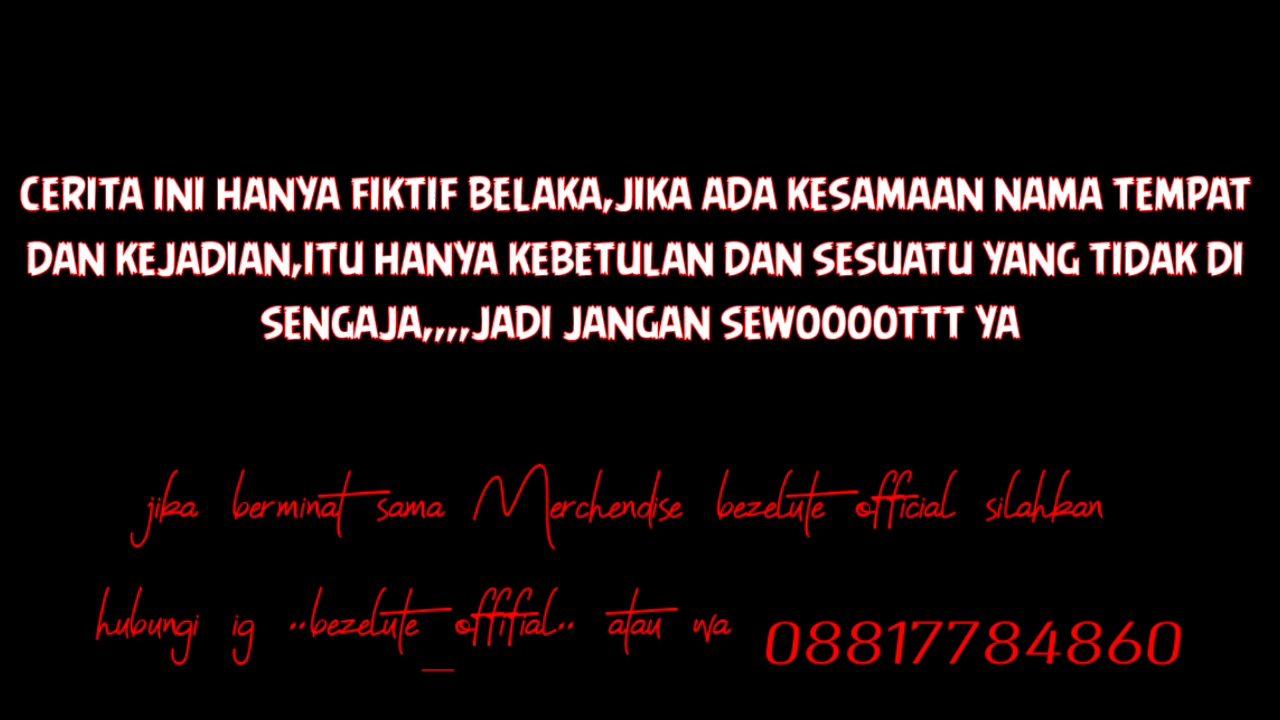 CERITA INI HANYA FIKTIF BELAKA,JIKA ADA KESAMAAN NAMA TEMPAT
DAN KEJADIAN,ITU HANYA KEBETULAN DAN SESUATU YANG TIDAK DI
SENGAJA,,,,JADI JANGAN SEWOOOOTTT YA
jika berminat sama Merchendise bezelute official silahkan
hubungi ig ..bezelute_offifial.. atau wa 08817784860